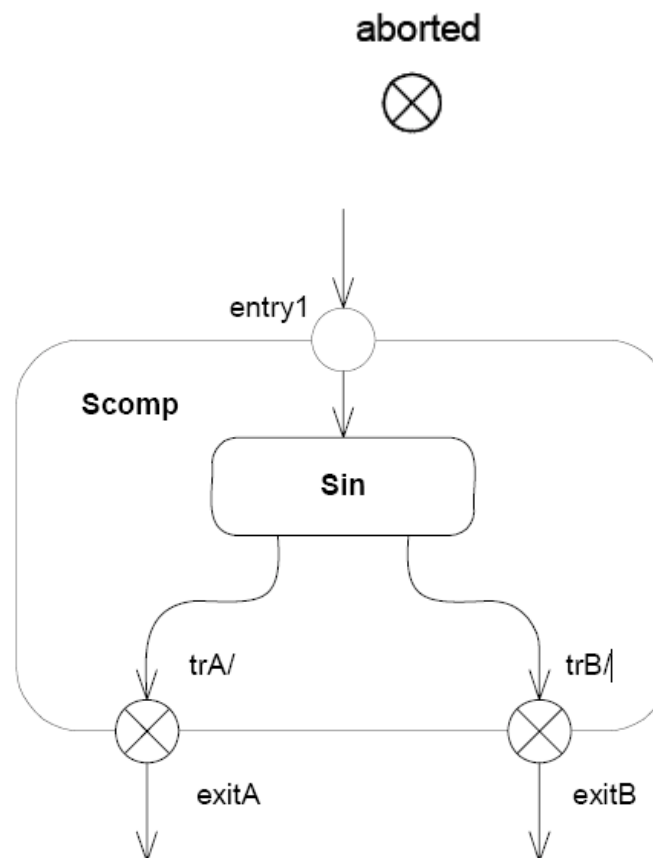 aborted
entry1
Scomp
Sin
trA/
trB/
exitA
exitB